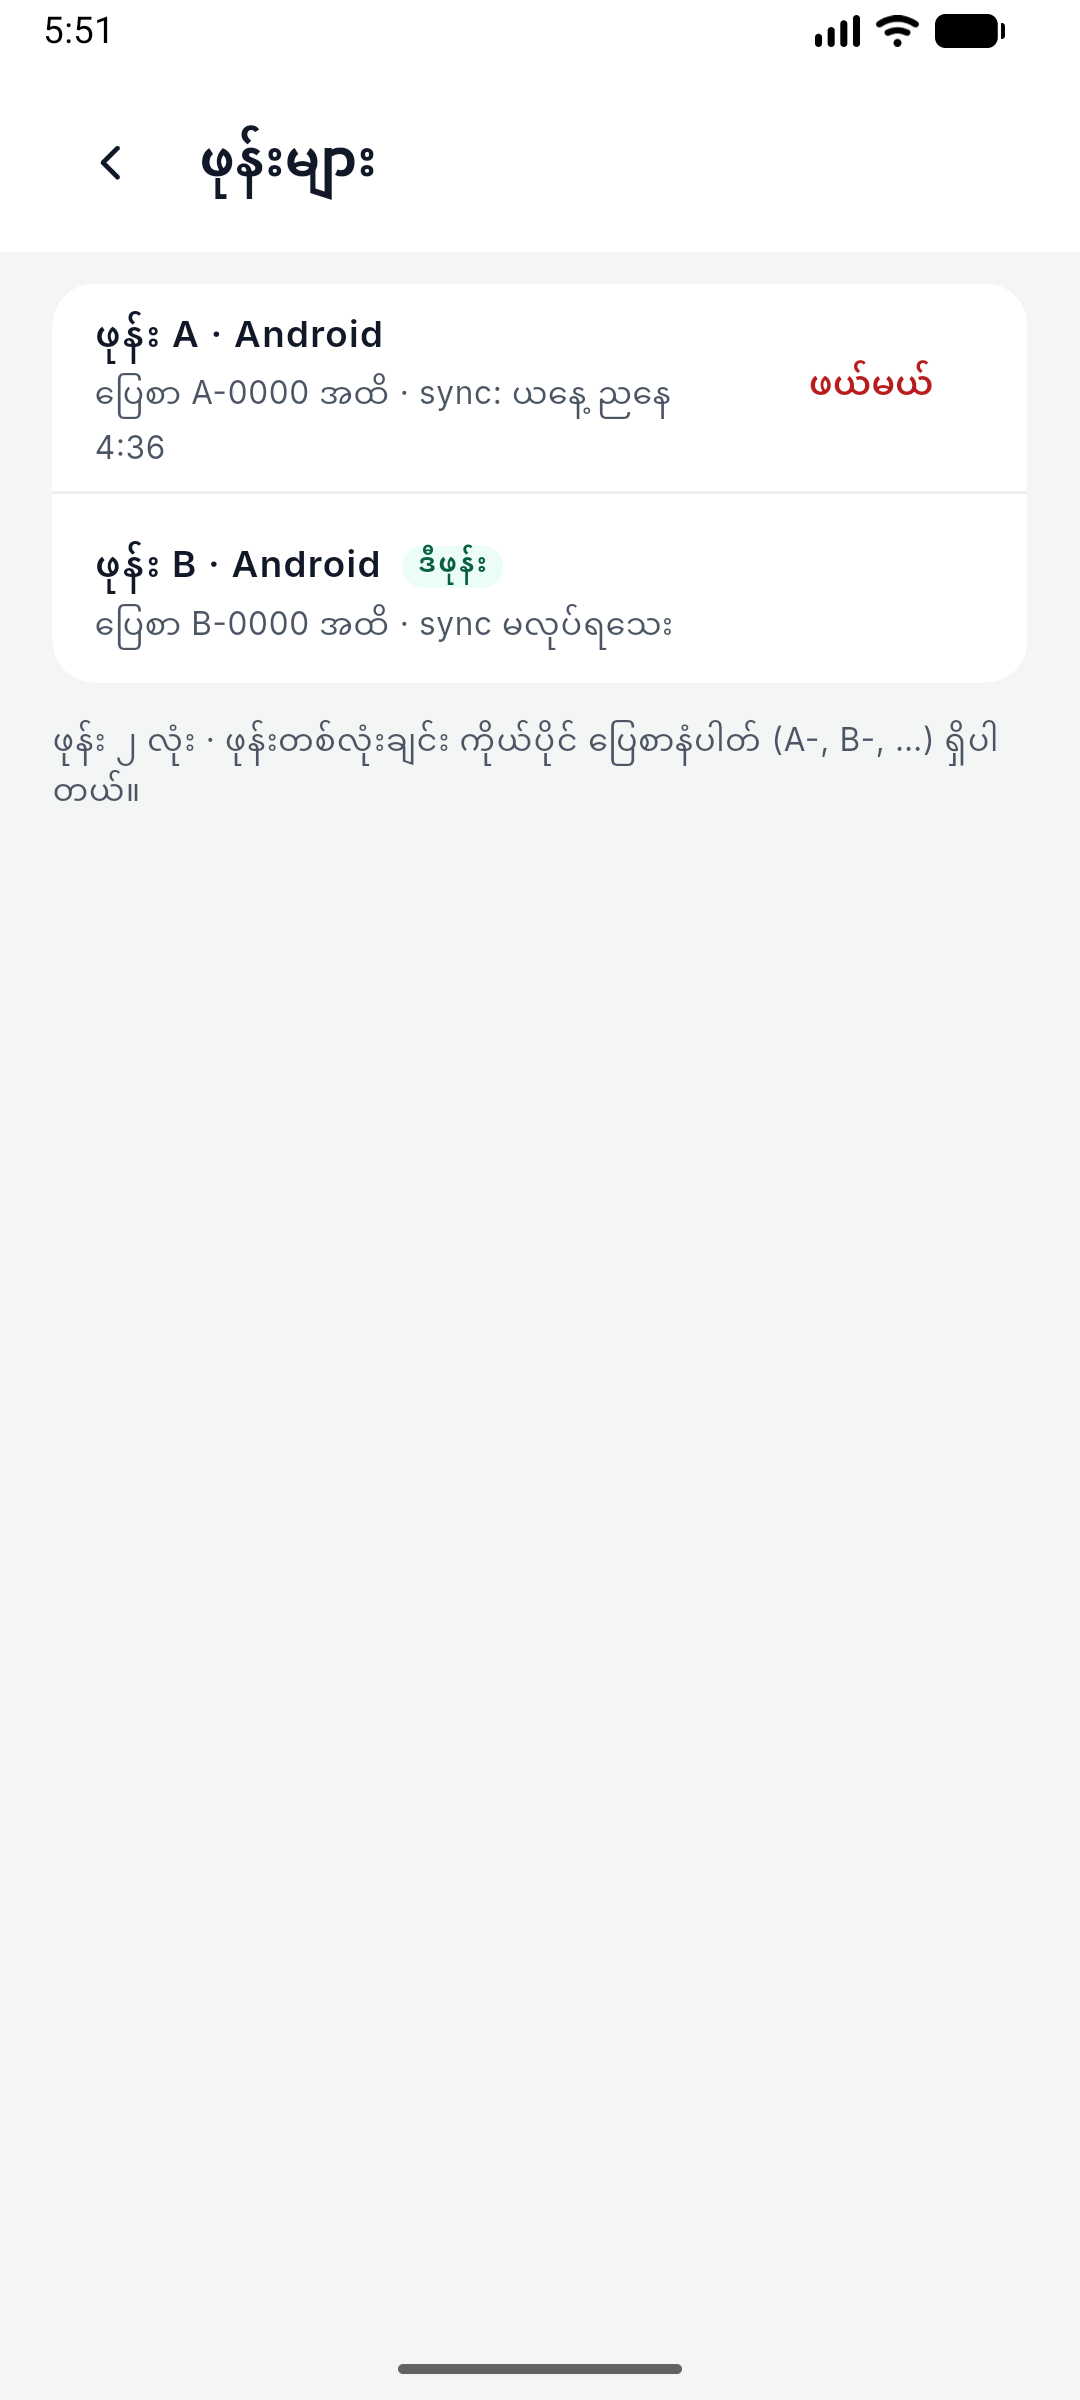 5:51
ဖုန်းများ
ဖုန်း A · Android
ပြေစာ A-0000 အထိ · sync: ယနေ့ ညနေ
4:36
ဖယ်မယ်
ဖုန်း B · Android ဒီဖုန်း
ပြေစာ B-0000 အထိ · sync မလုပ်ရသေး
ဖုန်း ၂ လုံး · ဖုန်းတစ်လုံးချင်း ကိုယ်ပိုင် ပြေစာနံပါတ် (A-, B-, …) ရှိပါ
တယ်။